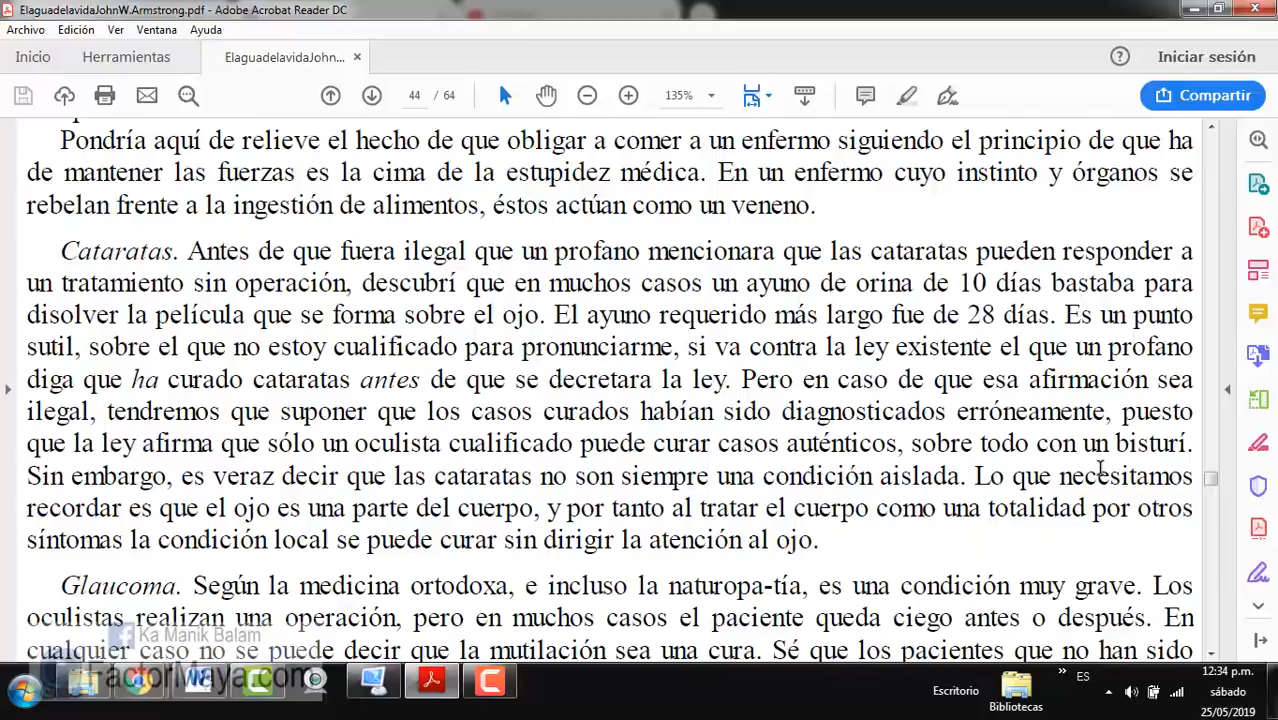 ElaguadelavidaJohnW.Armstrong.pdf - Adobe Acrobat Reader DC
Archivo Edición Ver Ventana Ayuda
Inicio Herramientas ElaguadelavidaJohn... × Iniciar sesión
44 / 64 135% Compartir
Pondría aquí de relieve el hecho de que obligar a comer a un enfermo siguiendo el principio de que ha
de mantener las fuerzas es la cima de la estupidez médica. En un enfermo cuyo instinto y órganos se
rebelan frente a la ingestión de alimentos, éstos actúan como un veneno.
Cataratas. Antes de que fuera ilegal que un profano mencionara que las cataratas pueden responder a
un tratamiento sin operación, descubrí que en muchos casos un ayuno de orina de 10 días bastaba para
disolver la película que se forma sobre el ojo. El ayuno requerido más largo fue de 28 días. Es un punto
sutil, sobre el que no estoy cualificado para pronunciarme, si va contra la ley existente el que un profano
diga que ha curado cataratas antes de que se decretara la ley. Pero en caso de que esa afirmación sea
ilegal, tendremos que suponer que los casos curados habían sido diagnosticados erróneamente, puesto
que la ley afirma que sólo un oculista cualificado puede curar casos auténticos, sobre todo con un bisturí.
Sin embargo, es veraz decir que las cataratas no son siempre una condición aislada. Lo que necesitamos
recordar es que el ojo es una parte del cuerpo, y por tanto al tratar el cuerpo como una totalidad por otros
síntomas la condición local se puede curar sin dirigir la atención al ojo.
Glaucoma. Según la medicina ortodoxa, e incluso la naturopa-tía, es una condición muy grave. Los
oculistas realizan una operación, pero en muchos casos el paciente queda ciego antes o después. En
cualquier caso no se puede decir que la mutilación sea una cura. Sé que los pacientes que no han sido
Ka Manik Balam
FactorMaya.com
Escritorio Bibliotecas » ES
12:34 p.m.
sábado
25/05/2019